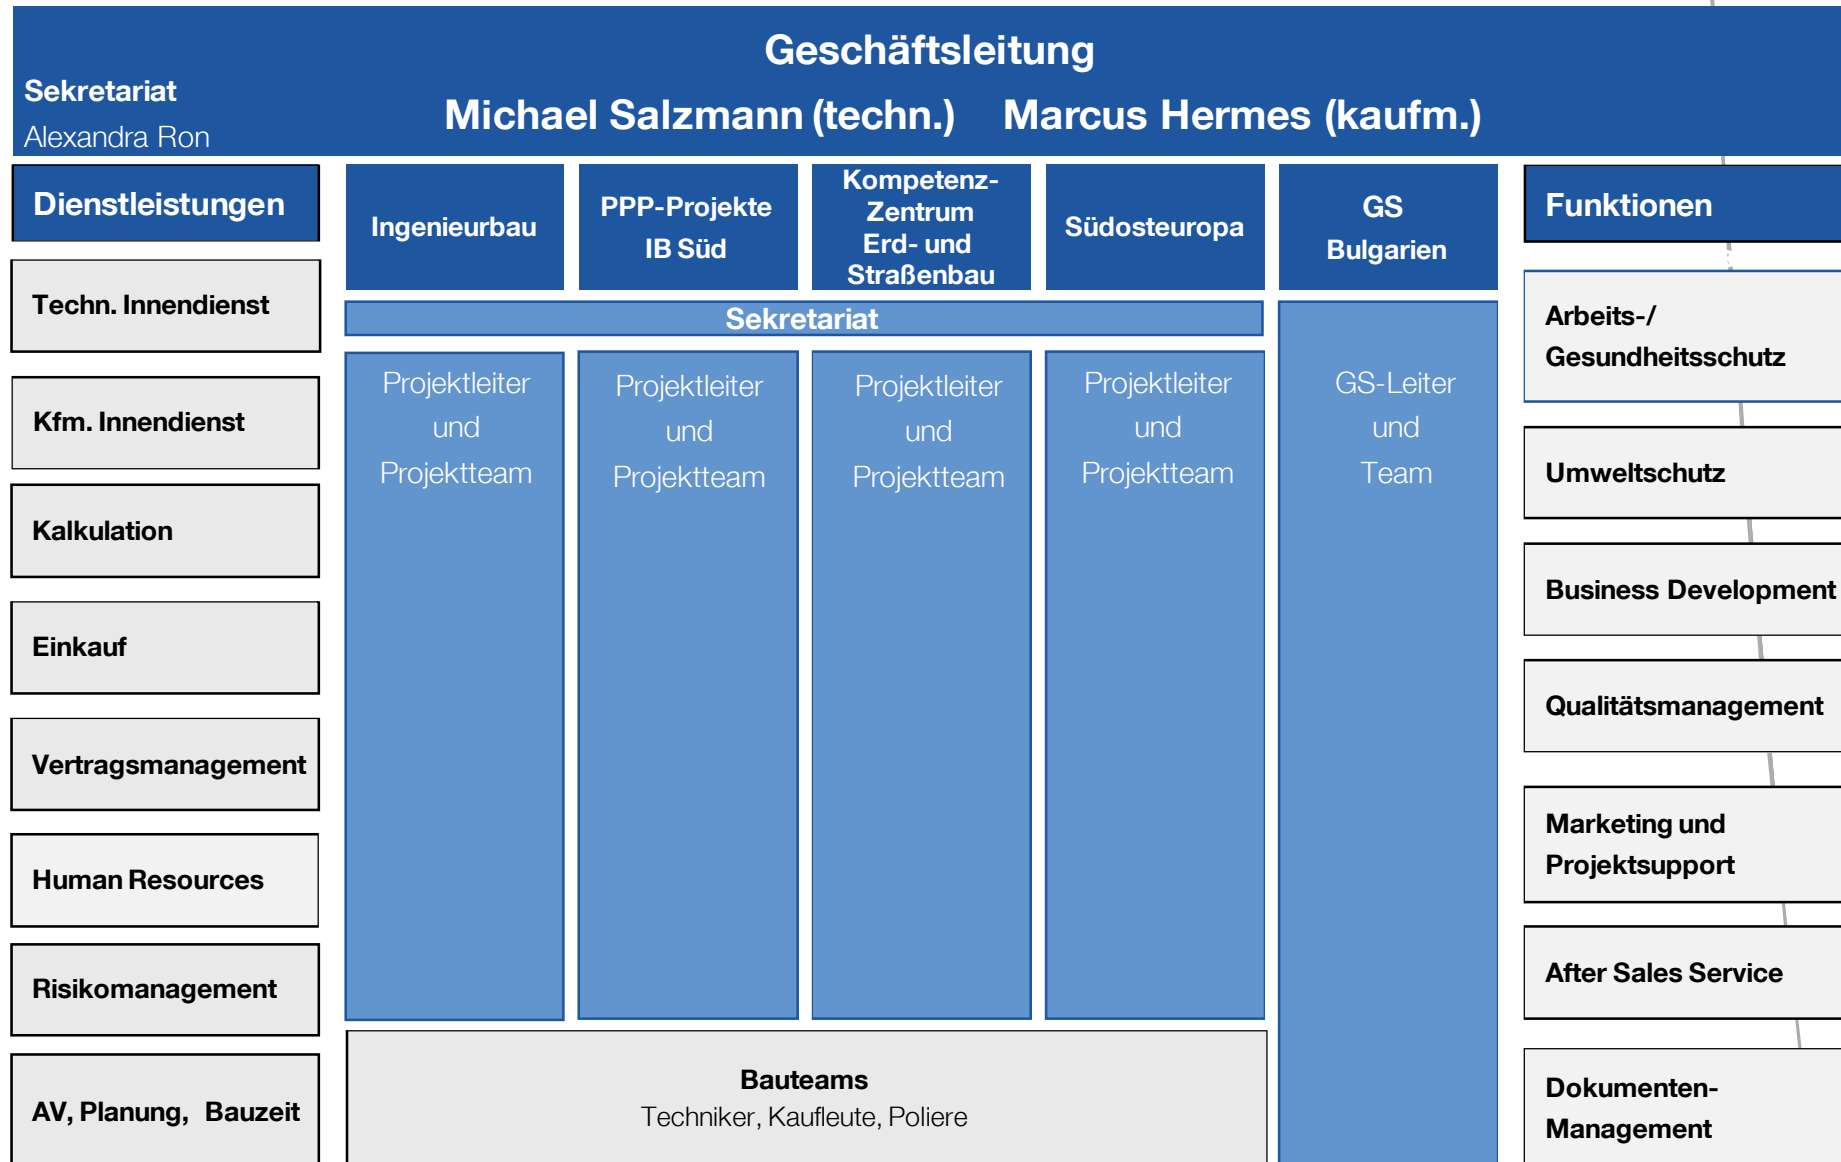 Geschäftsleitung
Sekretariat
Alexandra Ron
Michael Salzmann (techn.) Marcus Hermes (kaufm.)
Dienstleistungen
Techn. Innendienst
Kfm. Innendienst
Kalkulation
Einkauf
Vertragsmanagement
Human Resources
Risikomanagement
AV, Planung, Bauzeit
Ingenieurbau
PPP-Projekte
IB Süd
Kompetenz-
Zentrum
Erd- und
Straßenbau
Südosteuropa
GS
Bulgarien
Sekretariat
Projektleiter
und
Projektteam
Projektleiter
und
Projektteam
Projektleiter
und
Projektteam
Projektleiter
und
Projektteam
GS-Leiter
und
Team
Bauteams
Techniker, Kaufleute, Poliere
Funktionen
Arbeits-/
Gesundheitsschutz
Umweltschutz
Business Development
Qualitätsmanagement
Marketing und
Projektsupport
After Sales Service
Dokumenten-
Management